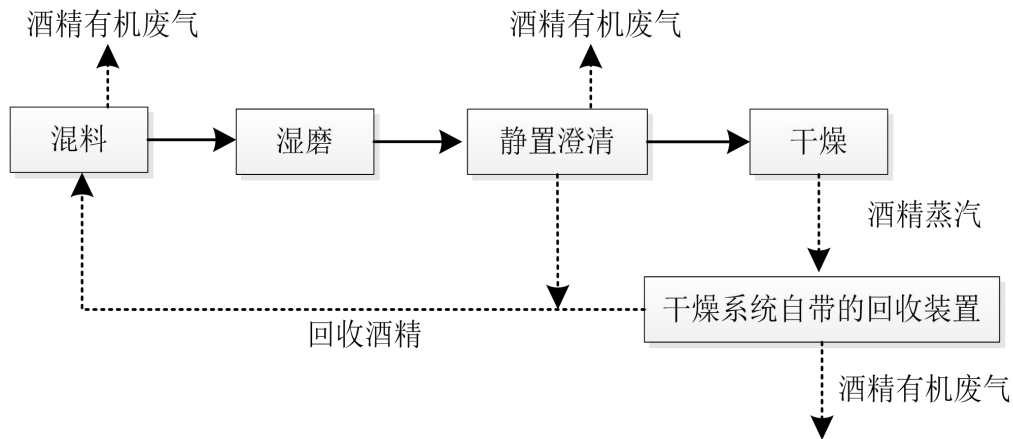 酒精有机废气
酒精有机废气
混料
湿磨
静置澄清
干燥
酒精蒸汽
干燥系统自带的回收装置
回收酒精
酒精有机废气